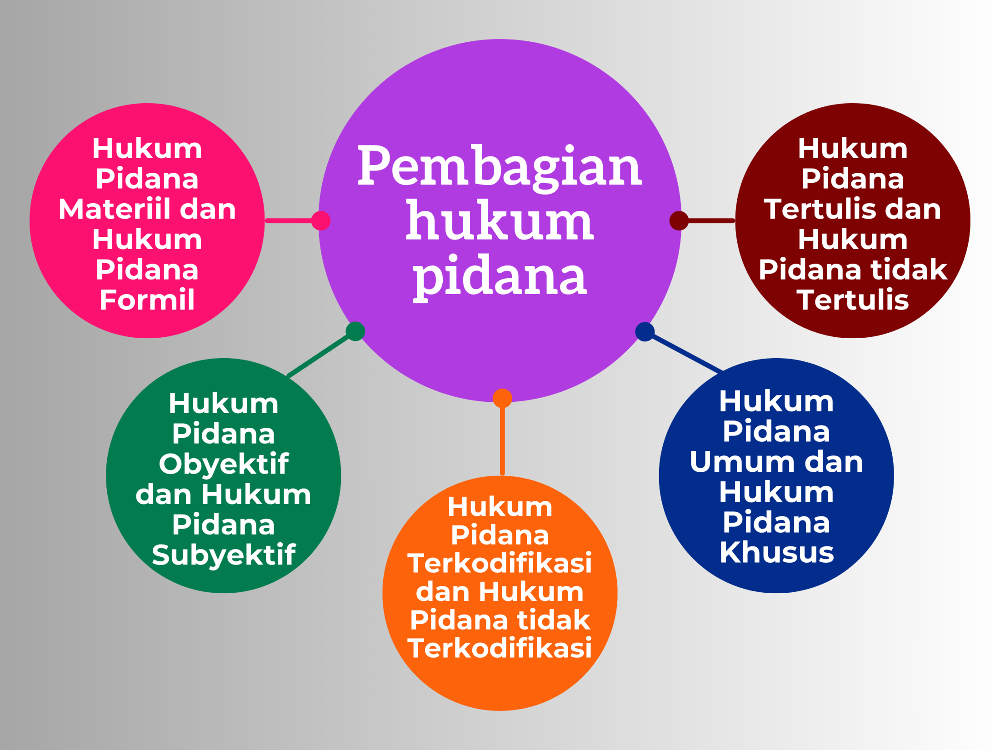 Pembagian
hukum
pidana
Hukum
Pidana
Materiil dan
Hukum
Pidana
Formil
Hukum
Pidana
Obyektif
dan Hukum
Pidana
Subyektif
Hukum
Pidana
Terkodifikasi
dan Hukum
Pidana tidak
Terkodifikasi
Hukum
Pidana
Umum dan
Hukum
Pidana
Khusus
Hukum
Pidana
Tertulis dan
Hukum
Pidana tidak
Tertulis